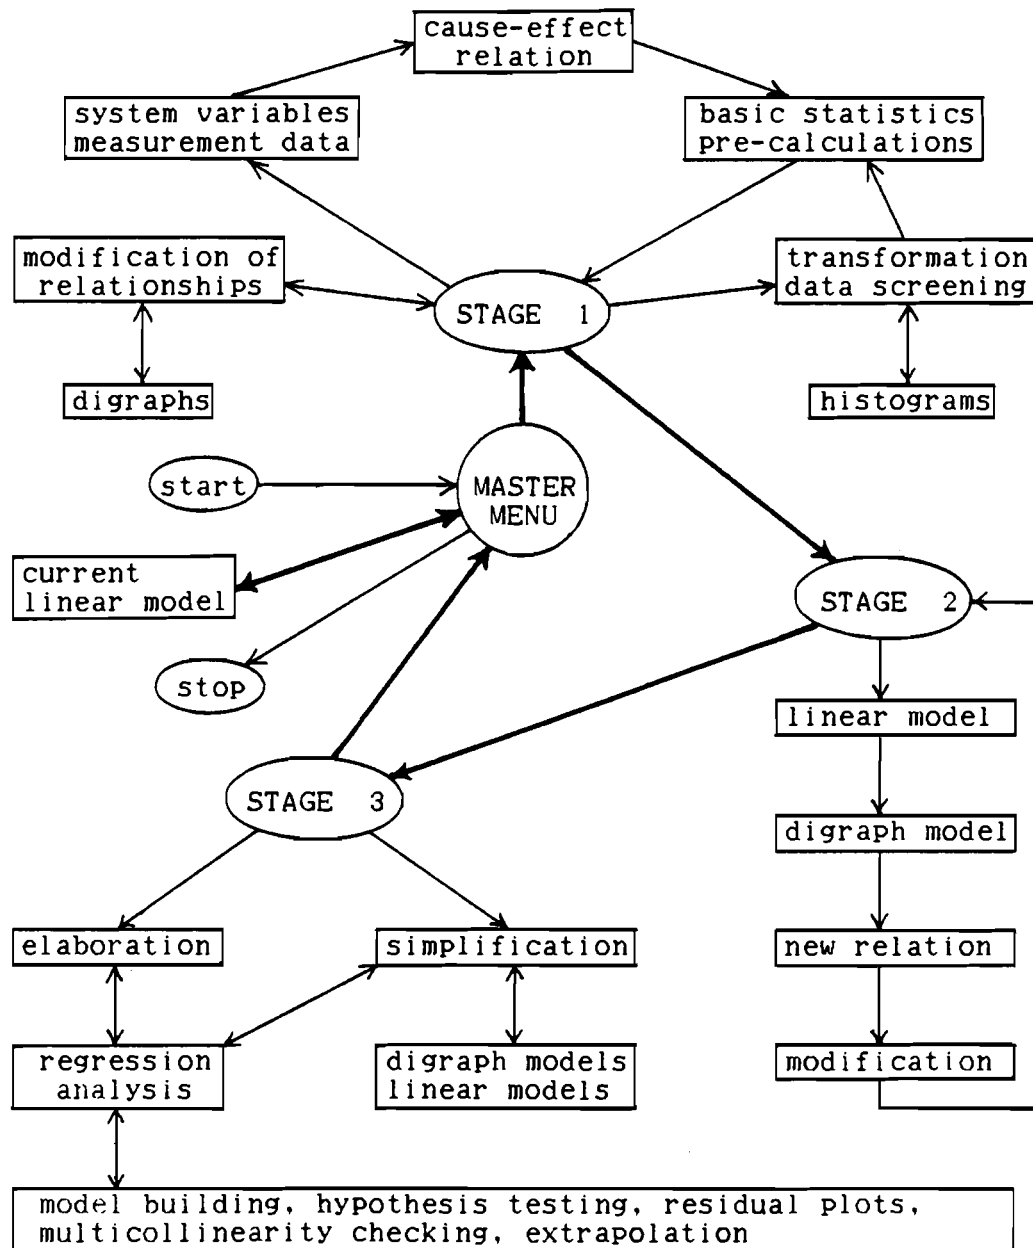 cause-effect
relation
system variables
measurement data
basic statistics
pre-calculations
modification of
relationships
transformation
data screening
STAGE 1
digraphs
histograms
start
MASTER
MENU
current
linear model
STAGE 2
stop
linear model
STAGE 3
digraph model
elaboration
simplification
new relation
regression
analysis
digraph models
linear models
modification
model building, hypothesis testing, residual plots,
multicollinearity checking, extrapolation